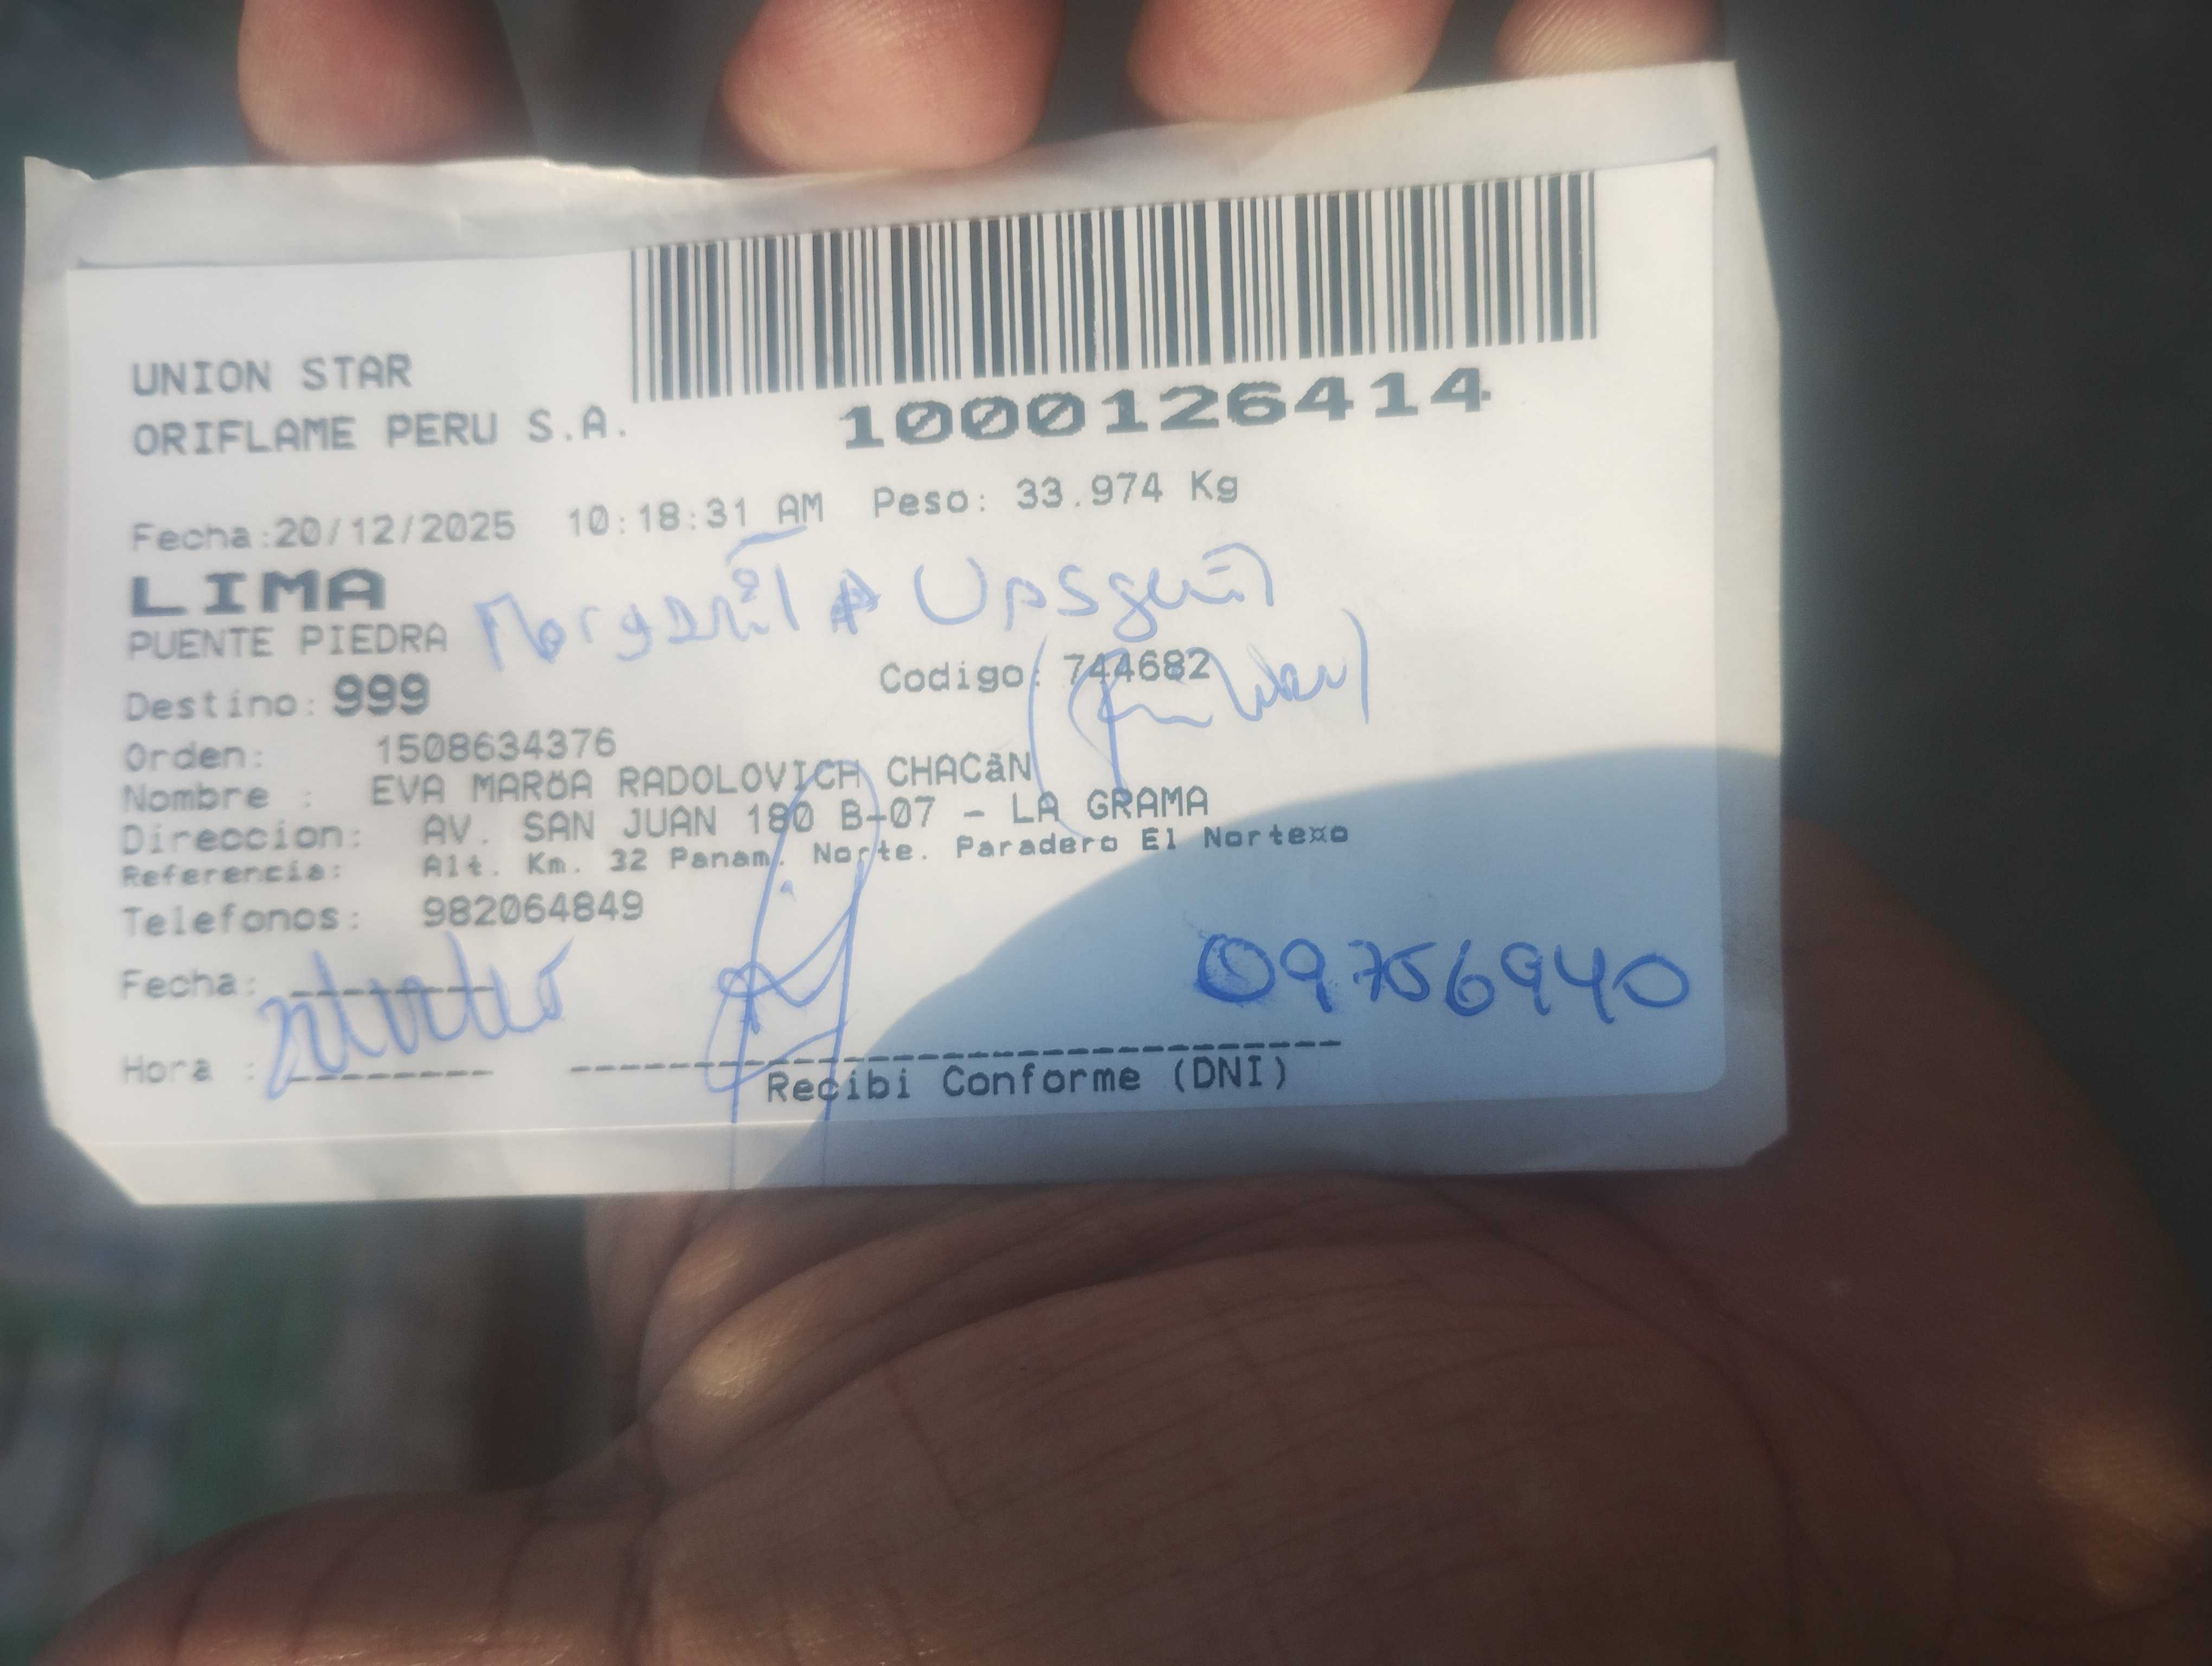 UNION STAR
ORIFLAME PERU S.A.
1000126414
Fecha:20/12/2025 10:18:31 AM Peso: 33.974 Kg
LIMA
PUENTE PIEDRA
Destino: 999 Codigo: 744682
Orden: 1508634376
Nombre : EVA MARÖA RADOLOVICH CHACàN
Direccion: AV. SAN JUAN 180 B-07 - LA GRAMA
Referencia: Alt. Km. 32 Panam. Norte. Paradero El Norte¤o
Telefonos: 982064849
Fecha:
09756940
Hora :
Recibi Conforme (DNI)